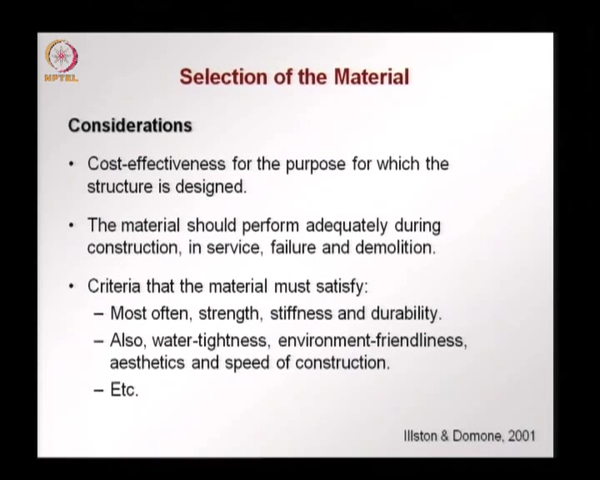 NPTEL
Selection of the Material
Considerations
• Cost-effectiveness for the purpose for which the
structure is designed.
• The material should perform adequately during
construction, in service, failure and demolition.
• Criteria that the material must satisfy:
– Most often, strength, stiffness and durability.
– Also, water-tightness, environment-friendliness,
aesthetics and speed of construction.
– Etc.
Illston & Domone, 2001